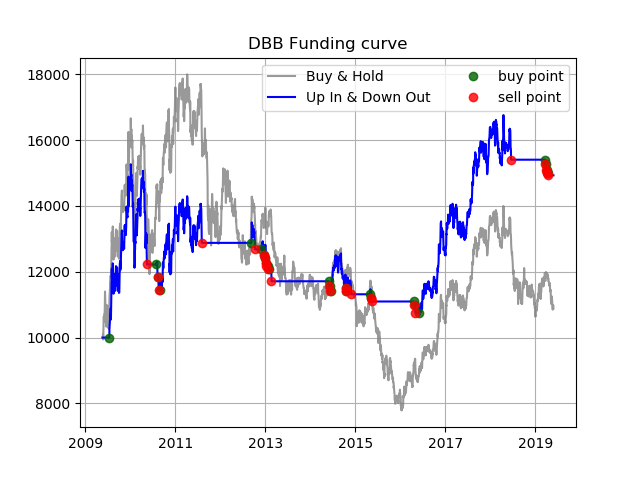 DBB Funding curve
Buy & Hold
Up In & Down Out
buy point
sell point
18000
16000
14000
12000
10000
8000
2009 2011 2013 2015 2017 2019